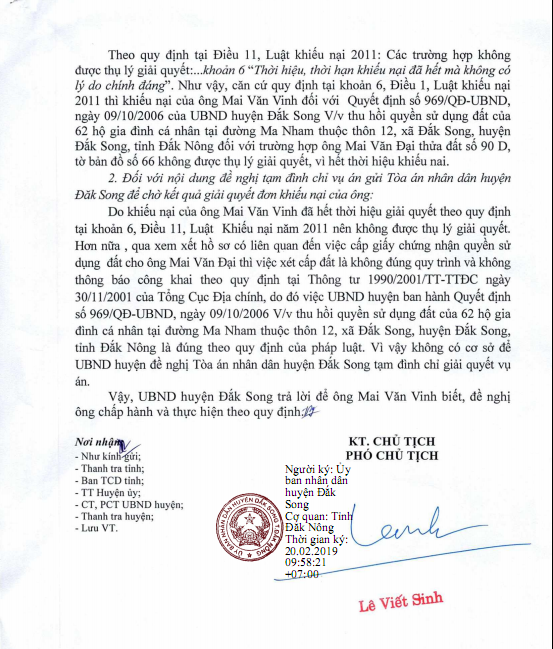 Theo quy định tại Điều 11, Luật khiếu nại 2011: Các trường hợp không
được thụ lý giải quyết:...khoản 6 “Thời hiệu, thời hạn khiếu nại đã hết mà không có
lý do chính đáng”. Như vậy, căn cứ quy định tại khoản 6, Điều 1, Luật khiếu nại
2011 thì khiếu nại của ông Mai Văn Vinh đối với Quyết định số 969/QĐ-UBND,
ngày 09/10/2006 của UBND huyện Đắk Song V/v thu hồi quyền sử dụng đất của
62 hộ gia đình cá nhân tại đường Ma Nham thuộc thôn 12, xã Đắk Song, huyện
Đắk Song, tỉnh Đắk Nông đối với trường hợp ông Mai Văn Đại thửa đất số 90 D,
tờ bản đồ số 66 không được thụ lý giải quyết, vì hết thời hiệu khiếu nai.
2. Đối với nội dung đề nghị tạm đình chỉ vụ án gửi Tòa án nhân dân huyện
Đăk Song để chờ kết quả giải quyết đơn khiếu nại của ông:
Do khiếu nại của ông Mai Văn Vinh đã hết thời hiệu giải quyết theo quy định
tại khoản 6, Điều 11, Luật Khiếu nại năm 2011 nên không được thụ lý giải quyết.
Hơn nữa , qua xem xét hồ sơ có liên quan đến việc cấp giấy chứng nhận quyền sử
dụng đất cho ông Mai Văn Đại thì việc xét cấp đất là không đúng quy trình và không
thông báo công khai theo quy định tại Thông tư 1990/2001/TT-TTĐC ngày
30/11/2001 của Tổng Cục Địa chính, do đó việc UBND huyện ban hành Quyết định
số 969/QĐ-UBND, ngày 09/10/2006 V/v thu hồi quyền sử dụng đất của 62 hộ gia
đình cá nhân tại đường Ma Nham thuộc thôn 12, xã Đắk Song, huyện Đắk Song,
tỉnh Đắk Nông là đúng theo quy định của pháp luật. Vì vậy không có cơ sở để
UBND huyện đề nghị Tòa án nhân dân huyện Đắk Song tạm đình chỉ giải quyết vụ
án.
Vậy, UBND huyện Đắk Song trả lời để ông Mai Văn Vinh biết, đề nghị
ông chấp hành và thực hiện theo quy định./.
Nơi nhận:
- Như kính gửi;
- Thanh tra tỉnh;
- Ban TCD tỉnh;
- TT Huyện ủy;
- CT, PCT UBND huyện;
- Thanh tra huyện;
- Lưu VT.
KT. CHỦ TỊCH
PHÓ CHỦ TỊCH
Người ký: Ủy
ban nhân dân
huyện Đắk
Song
Cơ quan: Tỉnh
Đắk Nông
Thời gian ký:
20.02.2019
09:58:21
+07:00
ỦY BAN NHÂN DÂN HUYỆN ĐẮK SONG T.ĐẮK NÔNG
Lê Viết Sinh